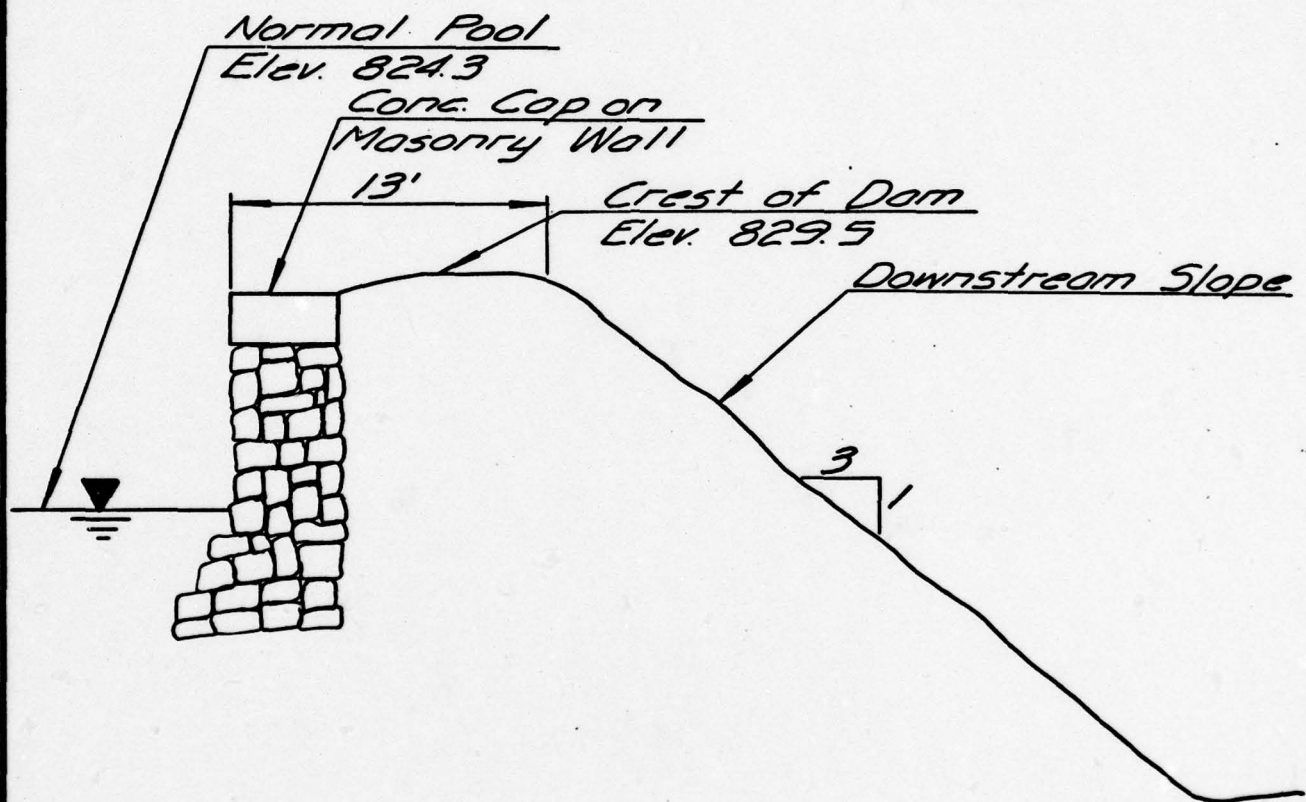 Normal Pool
Elev. 824.3
Conc. Cap on
Masonry Wall
13'
Crest of Dam
Elev. 829.5
Downstream Slope
3
1